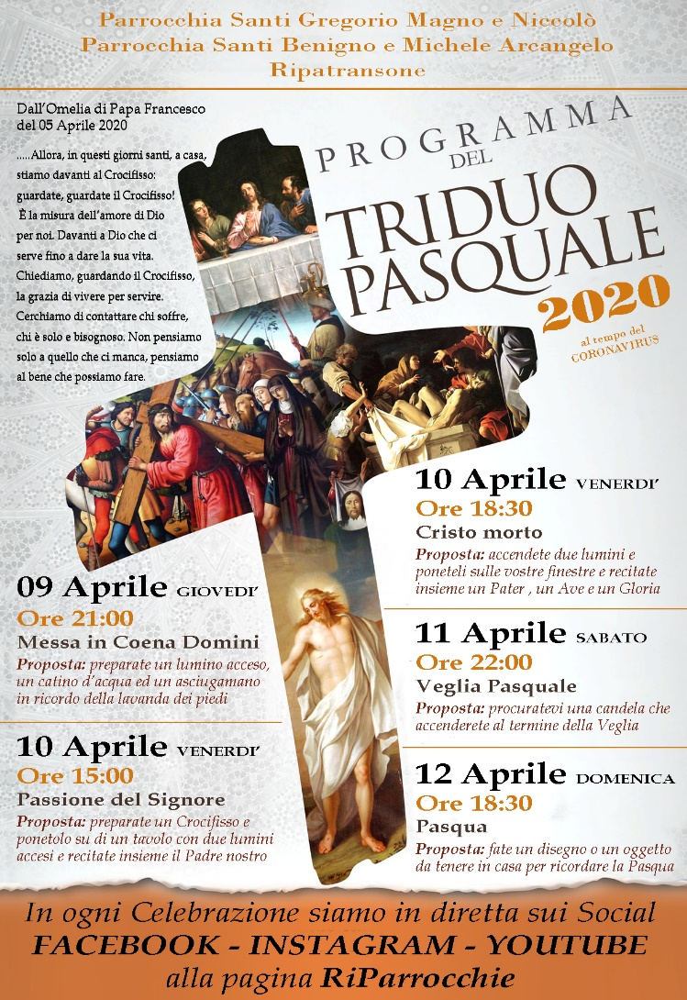 Parrocchia Santi Gregorio Magno e Niccolò
Parrocchia Santi Benigno e Michele Arcangelo
Ripatransone
Dall'Omelia di Papa Francesco
del 05 Aprile 2020
.....Allora, in questi giorni santi, a casa,
stiamo davanti al Crocifisso:
guardate, guardate il Crocifisso!
È la misura dell'amore di Dio
per noi. Davanti a Dio che ci
serve fino a dare la sua vita.
Chiediamo, guardando il Crocifisso,
la grazia di vivere per servire.
Cerchiamo di contattare chi soffre,
chi è solo e bisognoso. Non pensiamo
solo a quello che ci manca, pensiamo
al bene che possiamo fare.
PROGRAMMA
DEL
TRIDUO
PASQUALE
2020
al tempo del
CORONAVIRUS
09 Aprile GIOVEDI'
Ore 21:00
Messa in Coena Domini
Proposta: preparate un lumino acceso,
un catino d'acqua ed un asciugamano
in ricordo della lavanda dei piedi
10 Aprile VENERDI'
Ore 15:00
Passione del Signore
Proposta: preparate un Crocifisso e
ponetolo su di un tavolo con due lumini
accesi e recitate insieme il Padre nostro
10 Aprile VENERDI'
Ore 18:30
Cristo morto
Proposta: accendete due lumini e
poneteli sulle vostre finestre e recitate
insieme un Pater , un Ave e un Gloria
11 Aprile SABATO
Ore 22:00
Veglia Pasquale
Proposta: procuratevi una candela che
accenderete al termine della Veglia
12 Aprile DOMENICA
Ore 18:30
Pasqua
Proposta: fate un disegno o un oggetto
da tenere in casa per ricordare la Pasqua
In ogni Celebrazione siamo in diretta sui Social
FACEBOOK - INSTAGRAM - YOUTUBE
alla pagina RiParrocchie